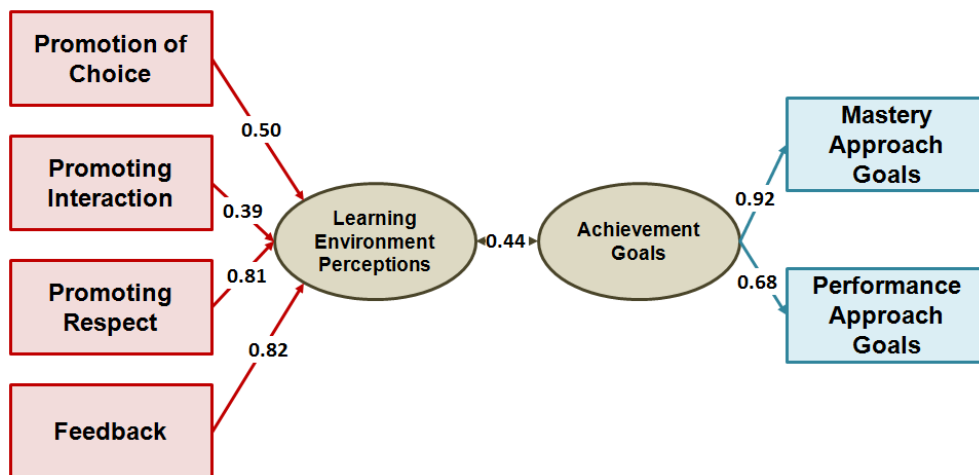 Promotion of
Choice
0.50
Promoting
Interaction
0.39
Promoting
Respect
0.81
Feedback
0.82
Learning
Environment
Perceptions
0.44
Achievement
Goals
0.92
0.68
Mastery
Approach
Goals
Performance
Approach
Goals